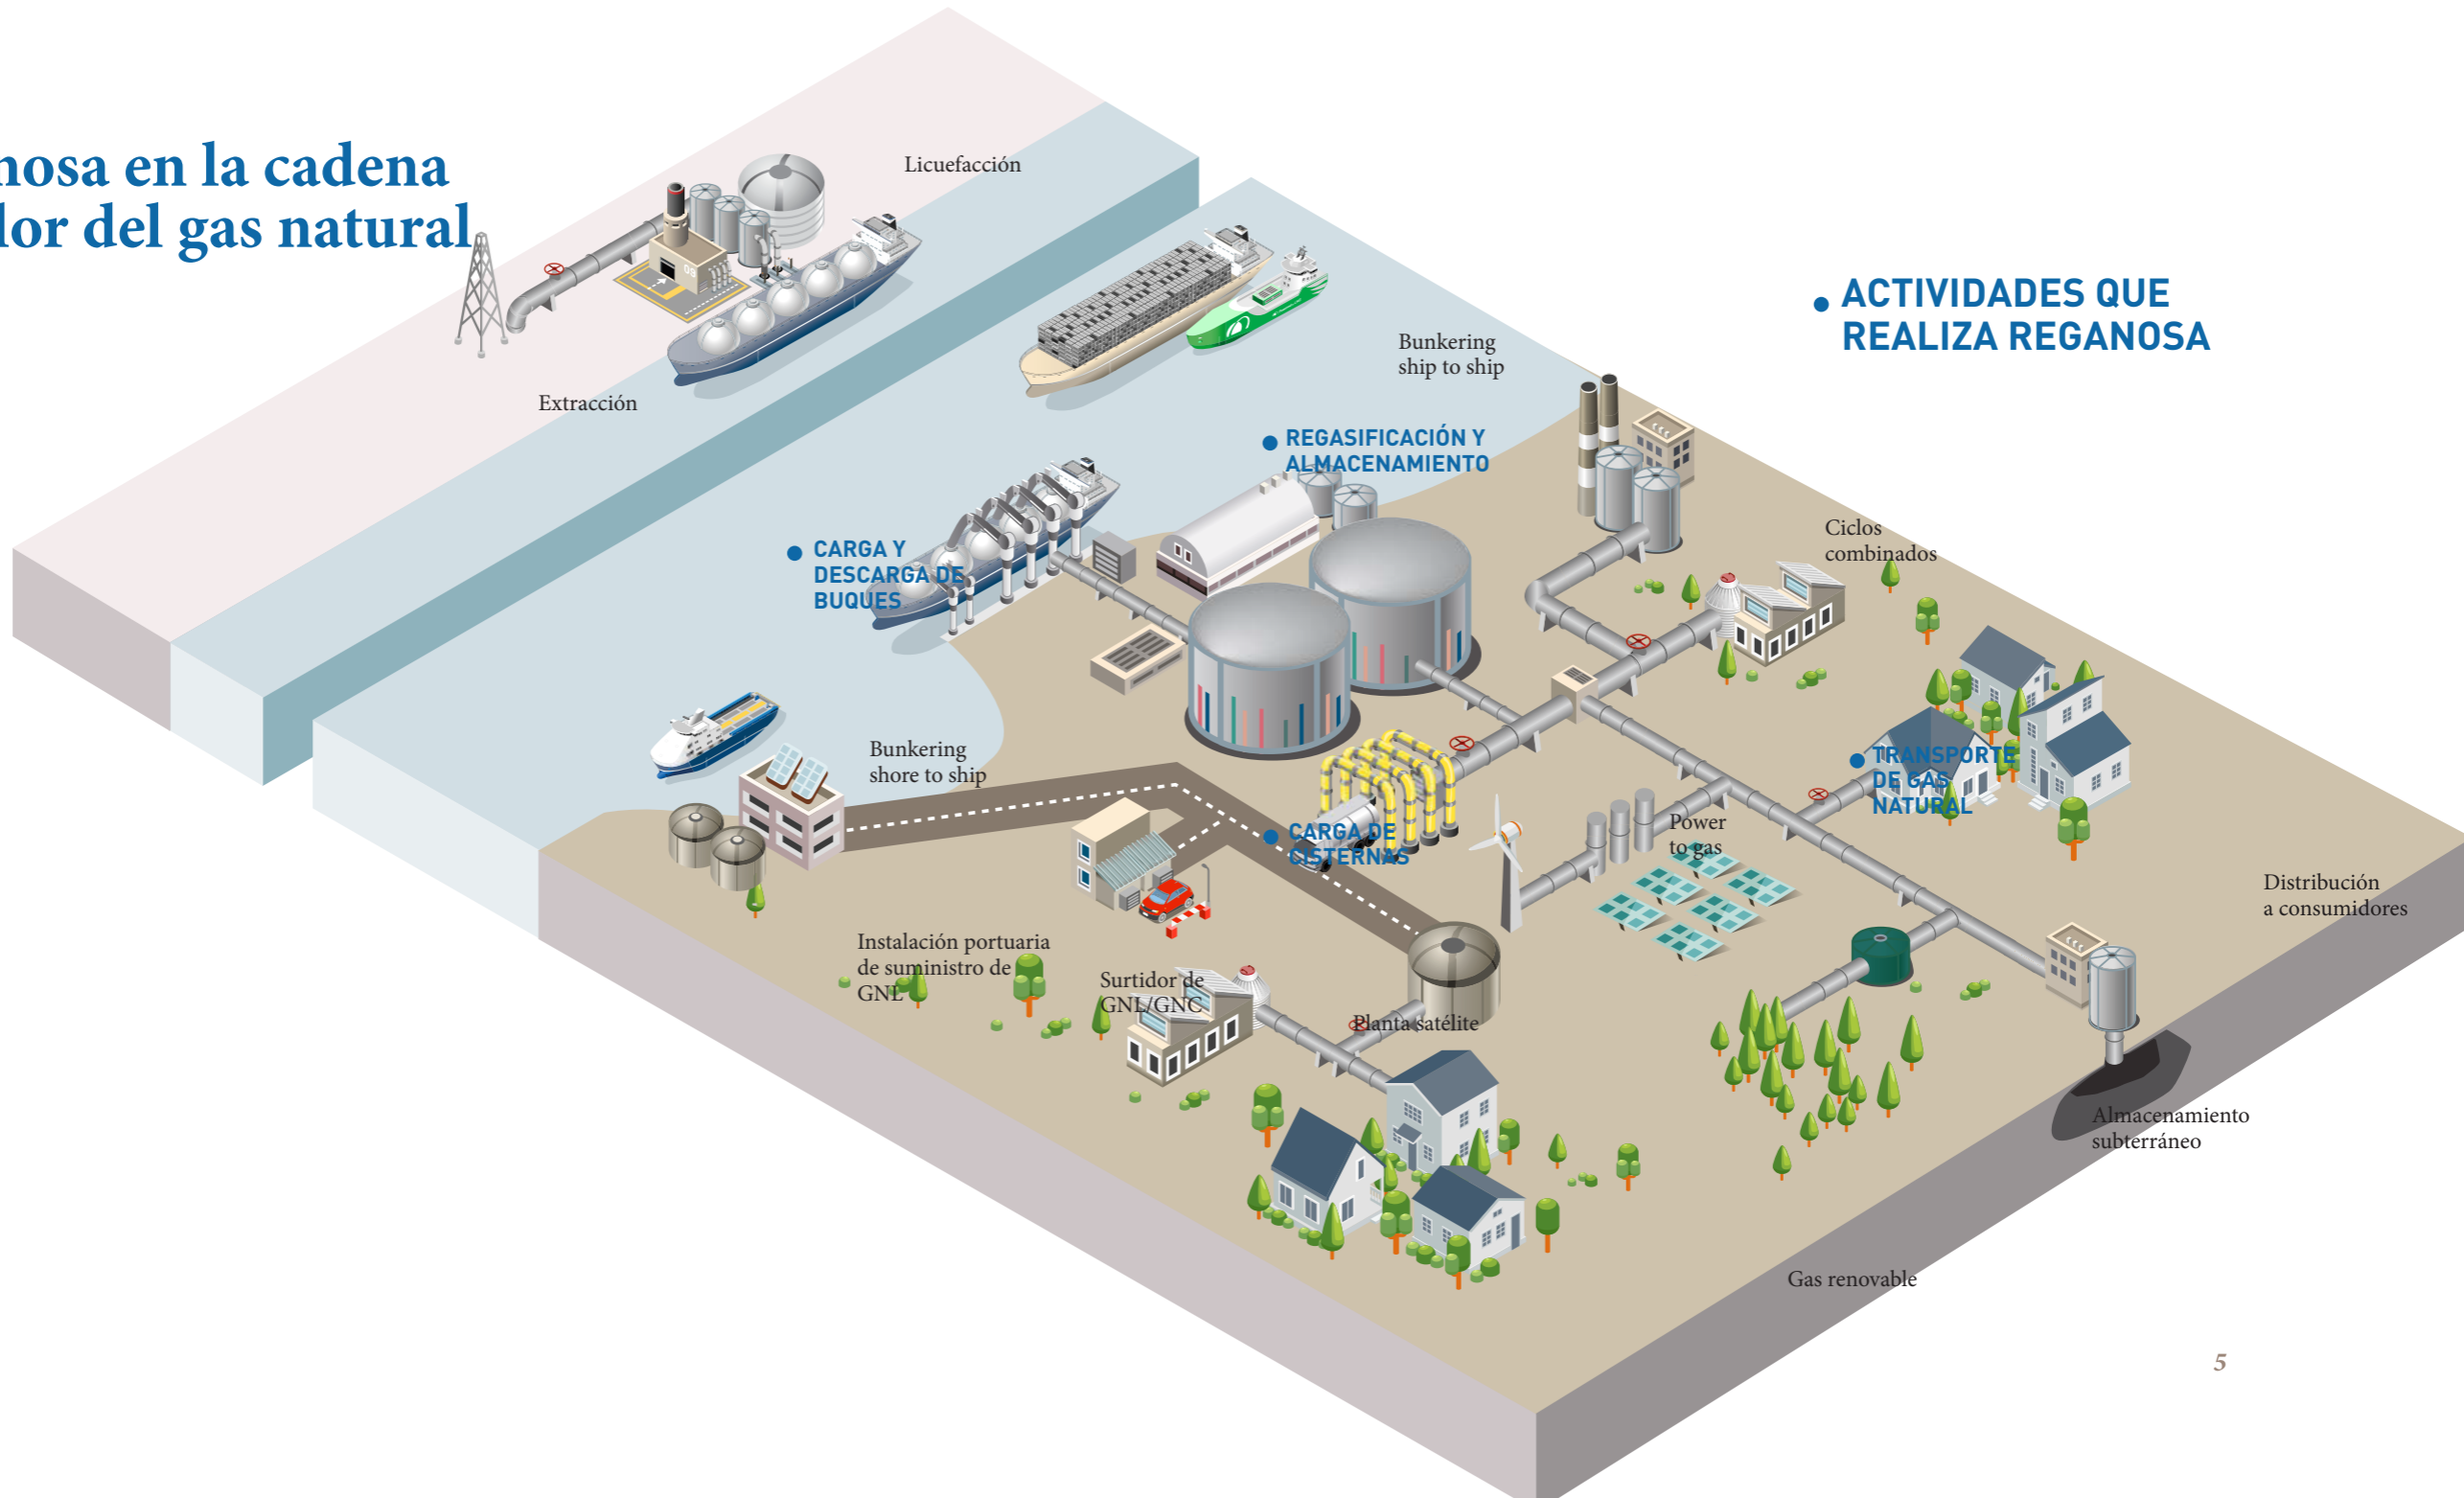 nosa en la cadena
lor del gas natural
Licuefacción
ACTIVIDADES QUE
REALIZA REGANOSA
Bunkering
ship to ship
Extracción
REGASIFICACIÓN Y
ALMACENAMIENTO
CARGA Y
DESCARGA DE
BUQUES
Ciclos
combinados
Bunkering
shore to ship
TRANSPORTE
DE GAS
NATURAL
CARGA DE
CISTERNAS
Power
to gas
Distribución
a consumidores
Instalación portuaria
de suministro de
GNL
Surtidor de
GNL/GNC
Planta satélite
Almacenamiento
subterráneo
Gas renovable
5